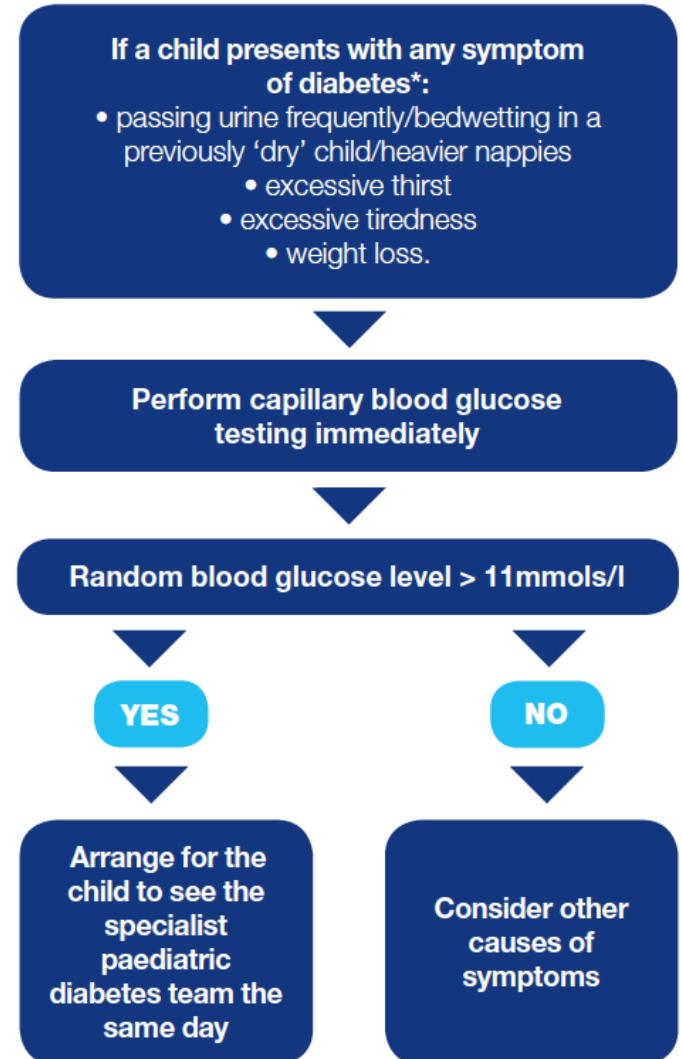 If a child presents with any symptom
of diabetes*:
• passing urine frequently/bedwetting in a
previously ‘dry’ child/heavier nappies
• excessive thirst
• excessive tiredness
• weight loss.
Perform capillary blood glucose
testing immediately
Random blood glucose level > 11mmols/l
YES
NO
Arrange for the
child to see the
specialist
paediatric
diabetes team the
same day
Consider other
causes of
symptoms